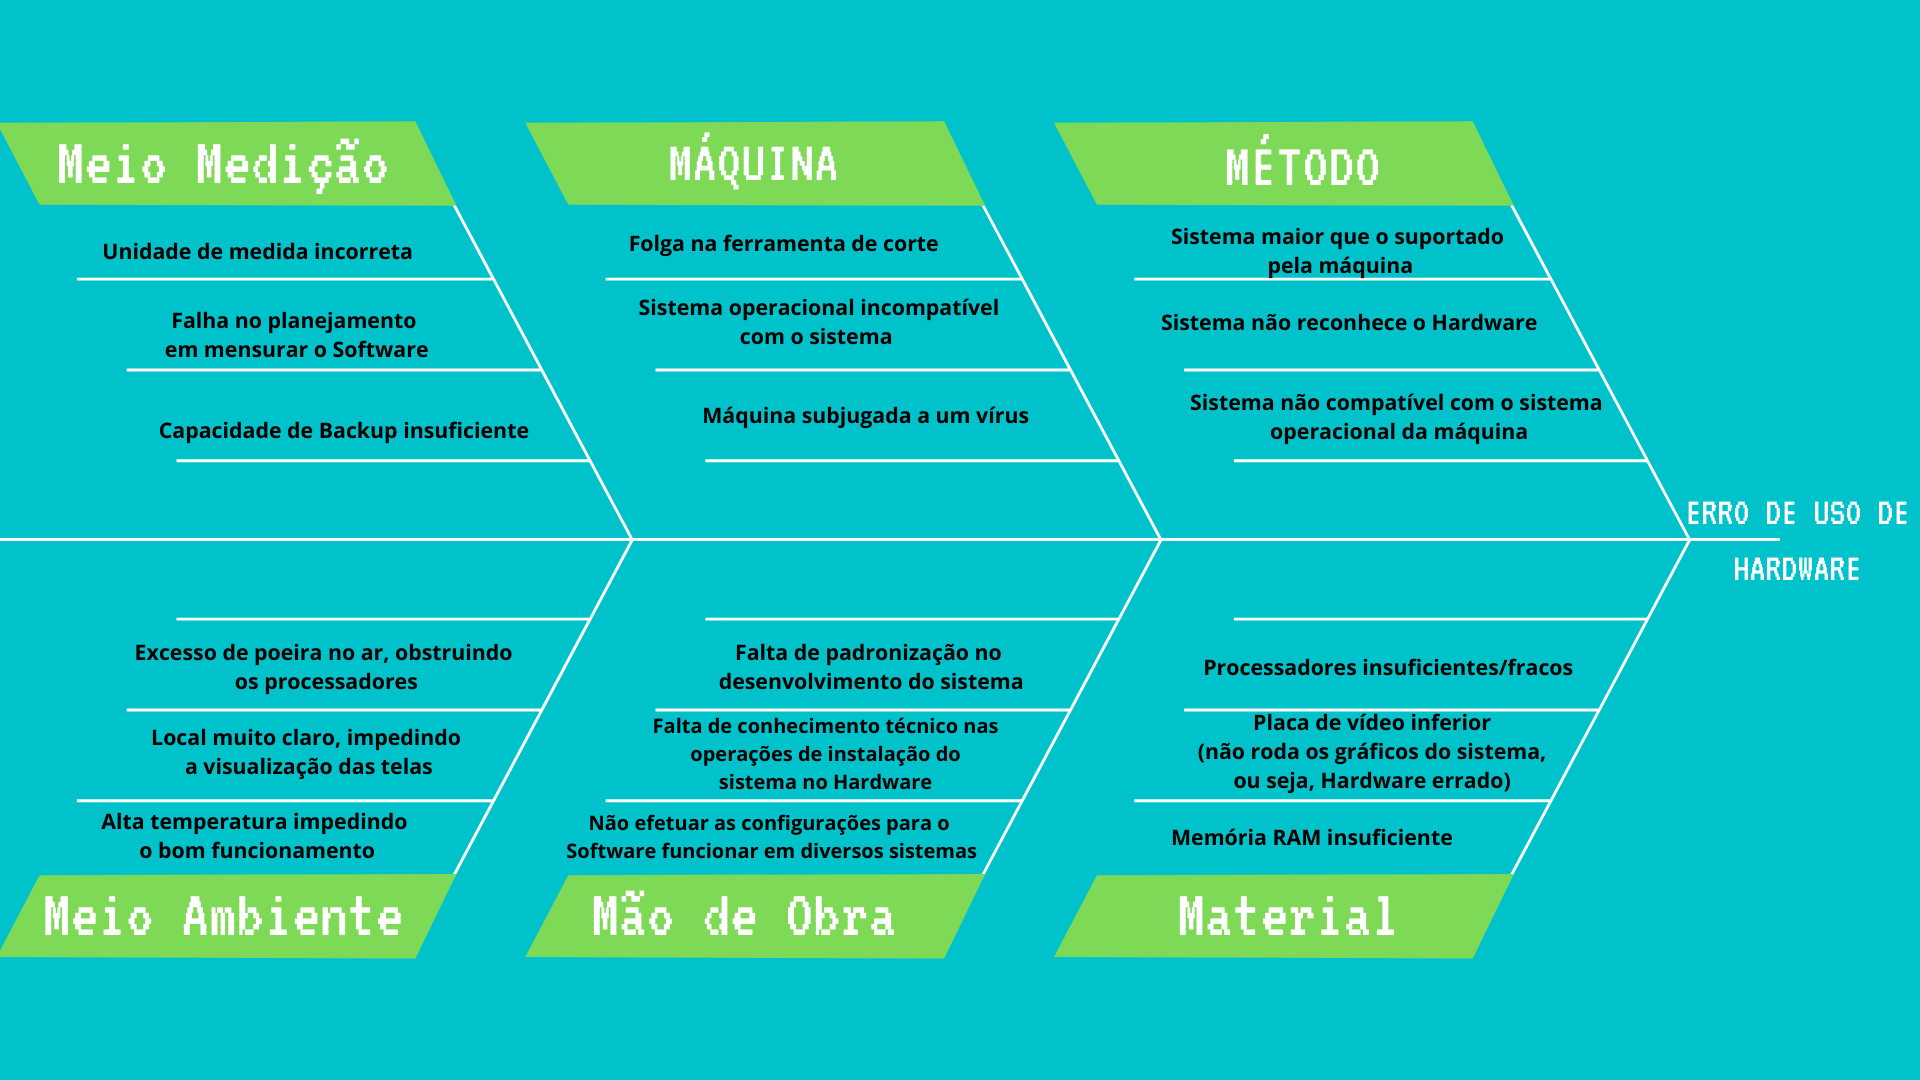 Meio Medição
Unidade de medida incorreta
Falha no planejamento
em mensurar o Software
Capacidade de Backup insuficiente
MÁQUINA
Folga na ferramenta de corte
Sistema operacional incompatível
com o sistema
Máquina subjugada a um vírus
MÉTODO
Sistema maior que o suportado
pela máquina
Sistema não reconhece o Hardware
Sistema não compatível com o sistema
operacional da máquina
ERRO DE USO DE
HARDWARE
Excesso de poeira no ar, obstruindo
os processadores
Local muito claro, impedindo
a visualização das telas
Alta temperatura impedindo
o bom funcionamento
Meio Ambiente
Falta de padronização no
desenvolvimento do sistema
Falta de conhecimento técnico nas
operações de instalação do
sistema no Hardware
Não efetuar as configurações para o
Software funcionar em diversos sistemas
Mão de Obra
Processadores insuficientes/fracos
Placa de vídeo inferior
(não roda os gráficos do sistema,
ou seja, Hardware errado)
Memória RAM insuficiente
Material